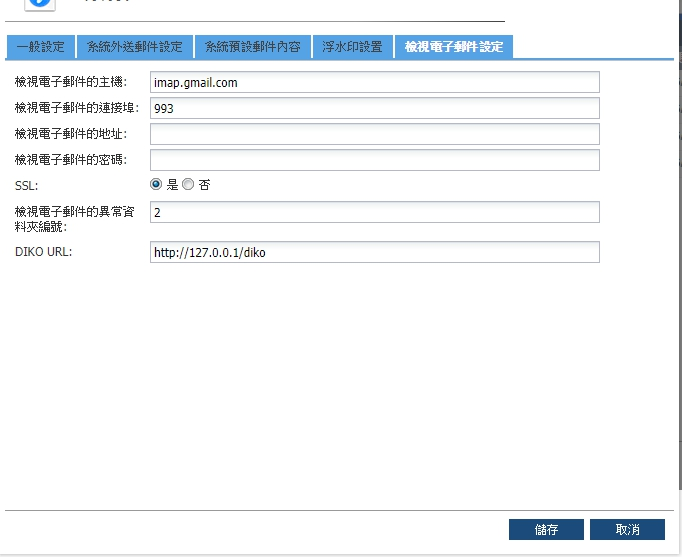 一般設定 系統外送郵件設定 系統預設郵件內容 浮水印設置 檢視電子郵件設定
檢視電子郵件的主機: imap.gmail.com
檢視電子郵件的連接埠: 993
檢視電子郵件的地址:
檢視電子郵件的密碼:
SSL: 是 否
檢視電子郵件的異常資
料夾編號: 2
DIKO URL: http://127.0.0.1/diko
儲存 取消